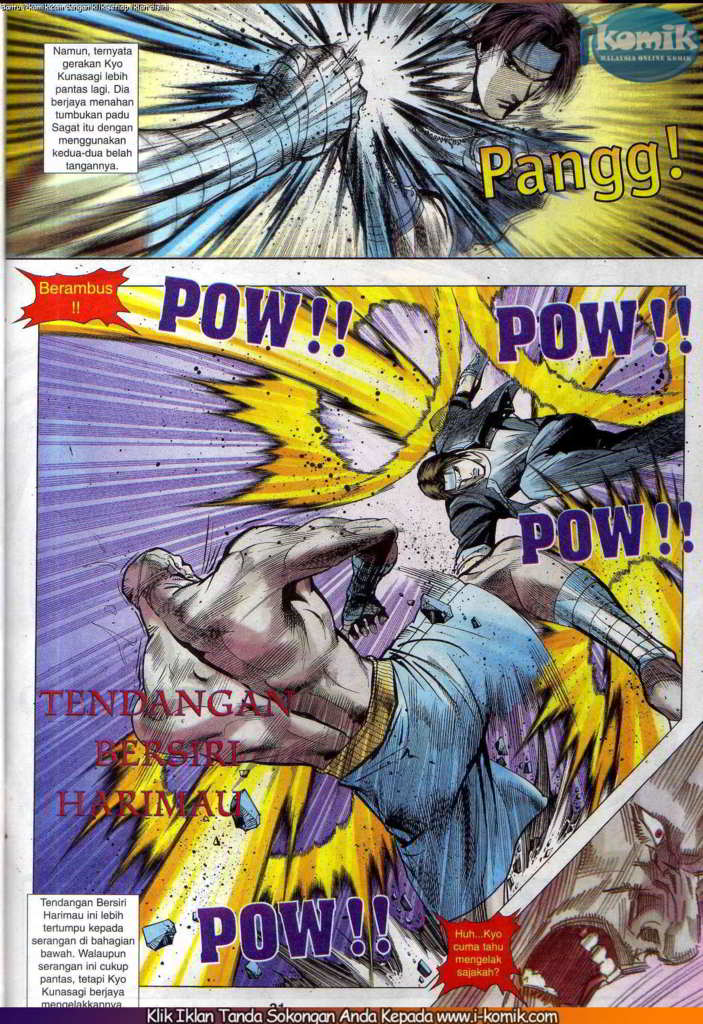 komik
MALAYSIA ONLINE KOMIK
Namun, ternyata
gerakan Kyo
Kunasagi lebih
pantas lagi. Dia
berjaya menahan
tumbukan padu
Sagat itu dengan
menggunakan
kedua-dua belah
tangannya.
Pangg!
Berambus
!!
POW!!
POW!!
POW!!
TENDANGAN
BERSIRI
HARIMAU
Tendangan Bersiri
Harimau ini lebih
tertumpu kepada
serangan di bahagian
bawah. Walaupun
serangan ini cukup
pantas, tetapi Kyo
Kunasagi berjaya
mengelakkannya.
POW!!
Huh...Kyo
cuma tahu
mengelak
sajakah?
Klik Iklan Tanda Sokongan Anda Kepada www.i-komik.com